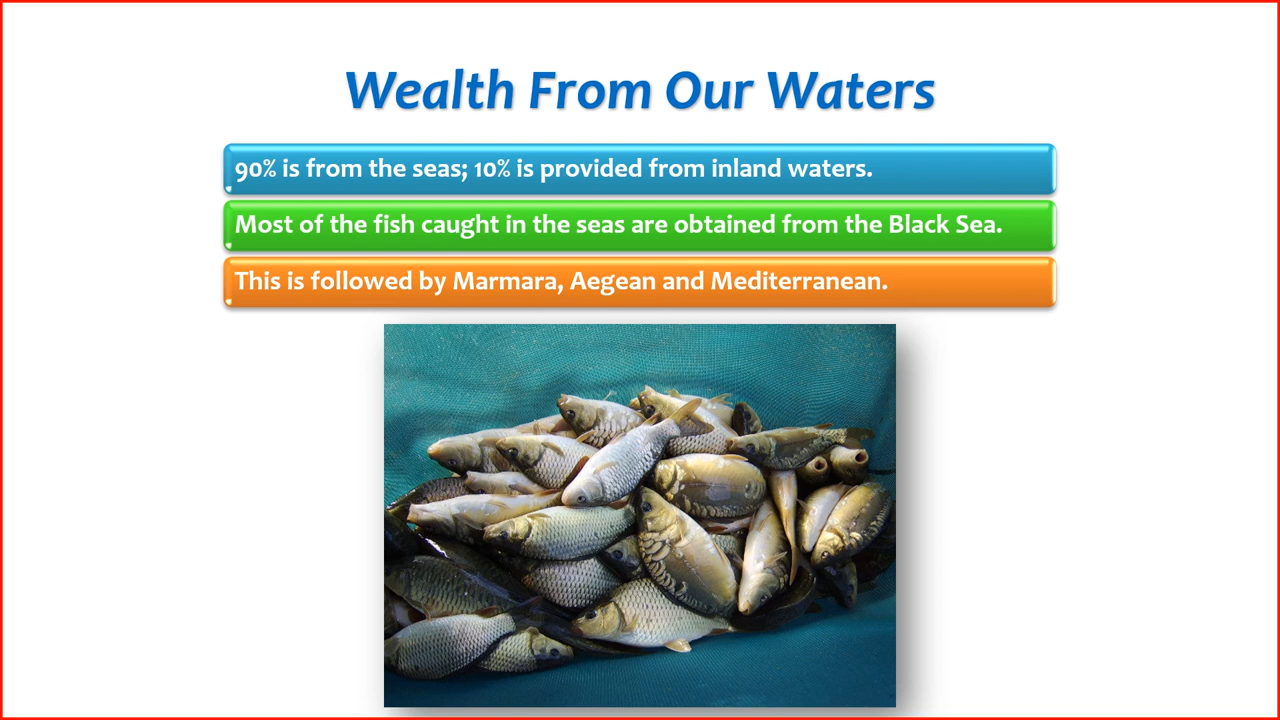 Wealth From Our Waters
90% is from the seas; 10% is provided from inland waters.
Most of the fish caught in the seas are obtained from the Black Sea.
This is followed by Marmara, Aegean and Mediterranean.